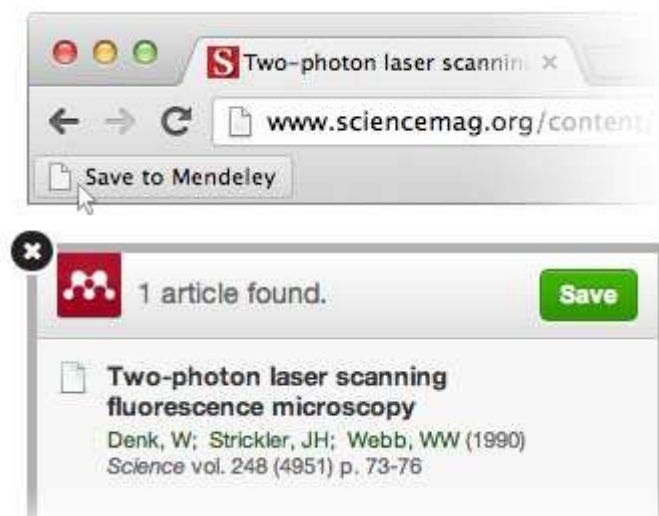 S Two-photon laser scannin
www.sciencemag.org/content/
Save to Mendeley
1 article found.
Save
Two-photon laser scanning
fluorescence microscopy
Denk, W; Strickler, JH; Webb, WW (1990)
Science vol. 248 (4951) p. 73-76